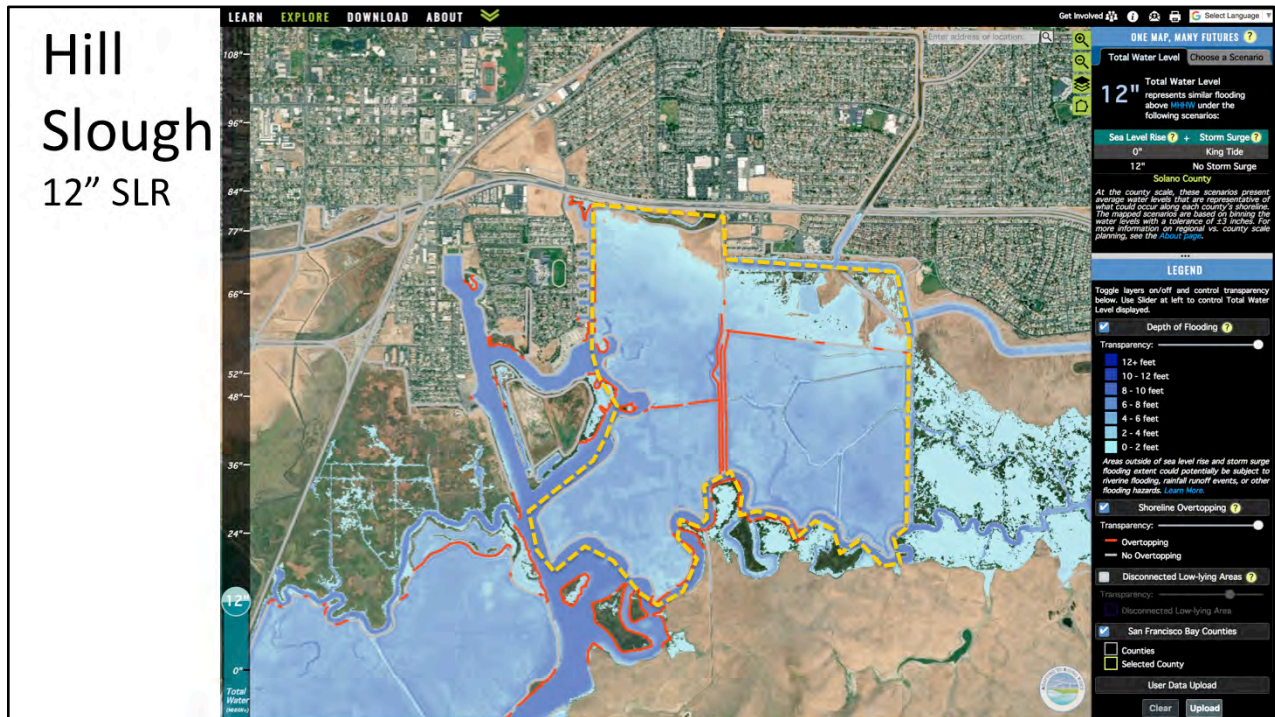 Hill
Slough
12” SLR
LEARN EXPLORE DOWNLOAD ABOUT
Get Involved
Select Language
Enter address or location
108"
96"
84"
77"
66"
52"
48"
36"
24"
12"
0"
Total
Water
ONE MAP, MANY FUTURES ?
Total Water Level Choose a Scenario
12"
Total Water Level
represents similar flooding
above MHHW under the
following scenarios:
Sea Level Rise ? + Storm Surge ?
0" King Tide
12" No Storm Surge
Solano County
At the county scale, these scenarios present
average water levels that are representative of
what could occur along each county's shoreline.
The mapped scenarios are based on binning the
water levels with a tolerance of ±3 inches. For
more information on regional vs. county scale
planning, see the About page.
LEGEND
Toggle layers on/off and control transparency
below. Use Slider at left to control Total Water
Level displayed.
Depth of Flooding ?
Transparency:
12+ feet
10 - 12 feet
8 - 10 feet
6 - 8 feet
4 - 6 feet
2 - 4 feet
0 - 2 feet
Areas outside of sea level rise and storm surge
flooding extent could potentially be subject to
riverine flooding, rainfall runoff events, or other
flooding hazards. Learn More.
Shoreline Overtopping ?
Transparency:
Overtopping
No Overtopping
Disconnected Low-lying Areas ?
Transparency:
Disconnected Low-lying Area
San Francisco Bay Counties
Counties
Selected County
User Data Upload
Clear Upload